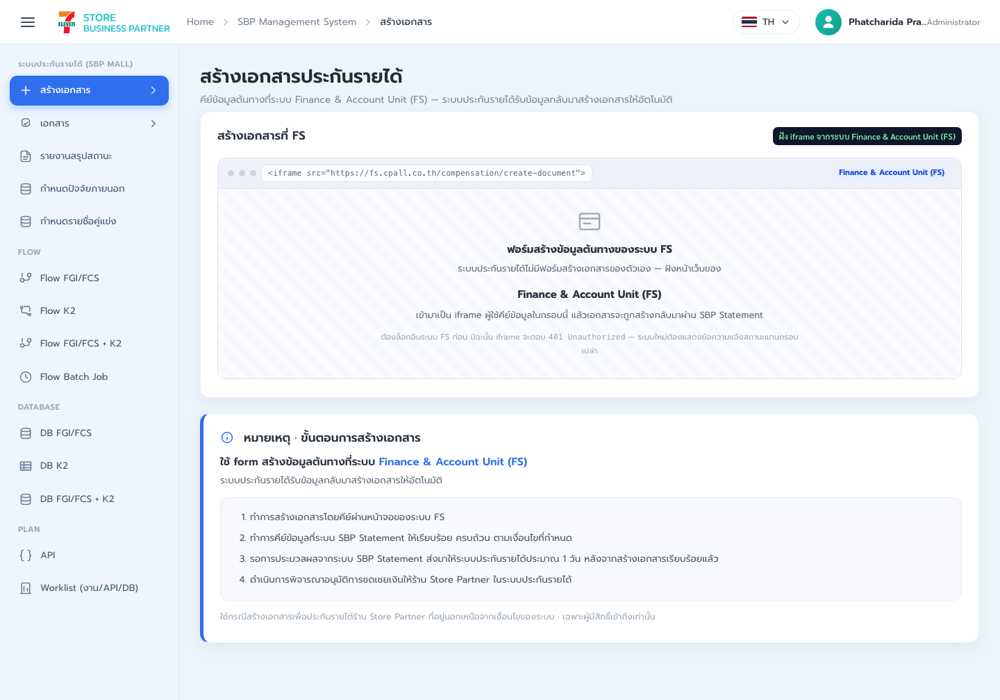 STORE
BUSINESS PARTNER
ELEVEN
Home
SBP Management System
สร้างเอกสาร
TH
Phatcharida Pra...
Administrator
ระบบประกันรายได้ (SBP MALL)
สร้างเอกสาร
เอกสาร
รายงานสรุปสถานะ
กำหนดปัจจัยภายนอก
กำหนดรายชื่อคู่แข่ง
FLOW
Flow FGI/FCS
Flow K2
Flow FGI/FCS + K2
Flow Batch Job
DATABASE
DB FGI/FCS
DB K2
DB FGI/FCS + K2
PLAN
API
Worklist (งาน/API/DB)
สร้างเอกสารประกันรายได้
คีย์ข้อมูลต้นทางที่ระบบ Finance & Account Unit (FS) — ระบบประกันรายได้รับข้อมูลกลับมาสร้างเอกสารให้อัตโนมัติ
สร้างเอกสารที่ FS
ฝัง iframe จากระบบ Finance & Account Unit (FS)
<iframe src="https://fs.cpall.co.th/compensation/create-document">
Finance & Account Unit (FS)
ฟอร์มสร้างข้อมูลต้นทางของระบบ FS
ระบบประกันรายได้ไม่มีฟอร์มสร้างเอกสารของตัวเอง — ฝังหน้าเว็บของ
Finance & Account Unit (FS)
เข้ามาเป็น iframe ผู้ใช้คีย์ข้อมูลในกรอบนี้ แล้วเอกสารจะถูกสร้างกลับมาผ่าน SBP Statement
ต้องล็อกอินระบบ FS ก่อน มิฉะนั้น iframe จะตอบ 401 Unauthorized — ระบบใหม่ต้องแสดงข้อความแจ้งสถานะแทนกรอบ
เปล่า
หมายเหตุ · ขั้นตอนการสร้างเอกสาร
ใช้ form สร้างข้อมูลต้นทางที่ระบบ Finance & Account Unit (FS)
ระบบประกันรายได้รับข้อมูลกลับมาสร้างเอกสารให้อัตโนมัติ
1. ทำการสร้างเอกสารโดยคีย์ผ่านหน้าจอของระบบ FS
2. ทำการคีย์ข้อมูลที่ระบบ SBP Statement ให้เรียบร้อย ครบถ้วน ตามเงื่อนไขที่กำหนด
3. รอการประมวลผลจากระบบ SBP Statement ส่งมาให้ระบบประกันรายได้ประมาณ 1 วัน หลังจากสร้างเอกสารเรียบร้อยแล้ว
4. ดำเนินการพิจารณาอนุมัติการชดเชยเงินให้ร้าน Store Partner ในระบบประกันรายได้
ใช้กรณีสร้างเอกสารเพื่อประกันรายได้ร้าน Store Partner ที่อยู่นอกเหนือจากเงื่อนไขของระบบ · เฉพาะผู้มีสิทธิ์เข้าถึงเท่านั้น